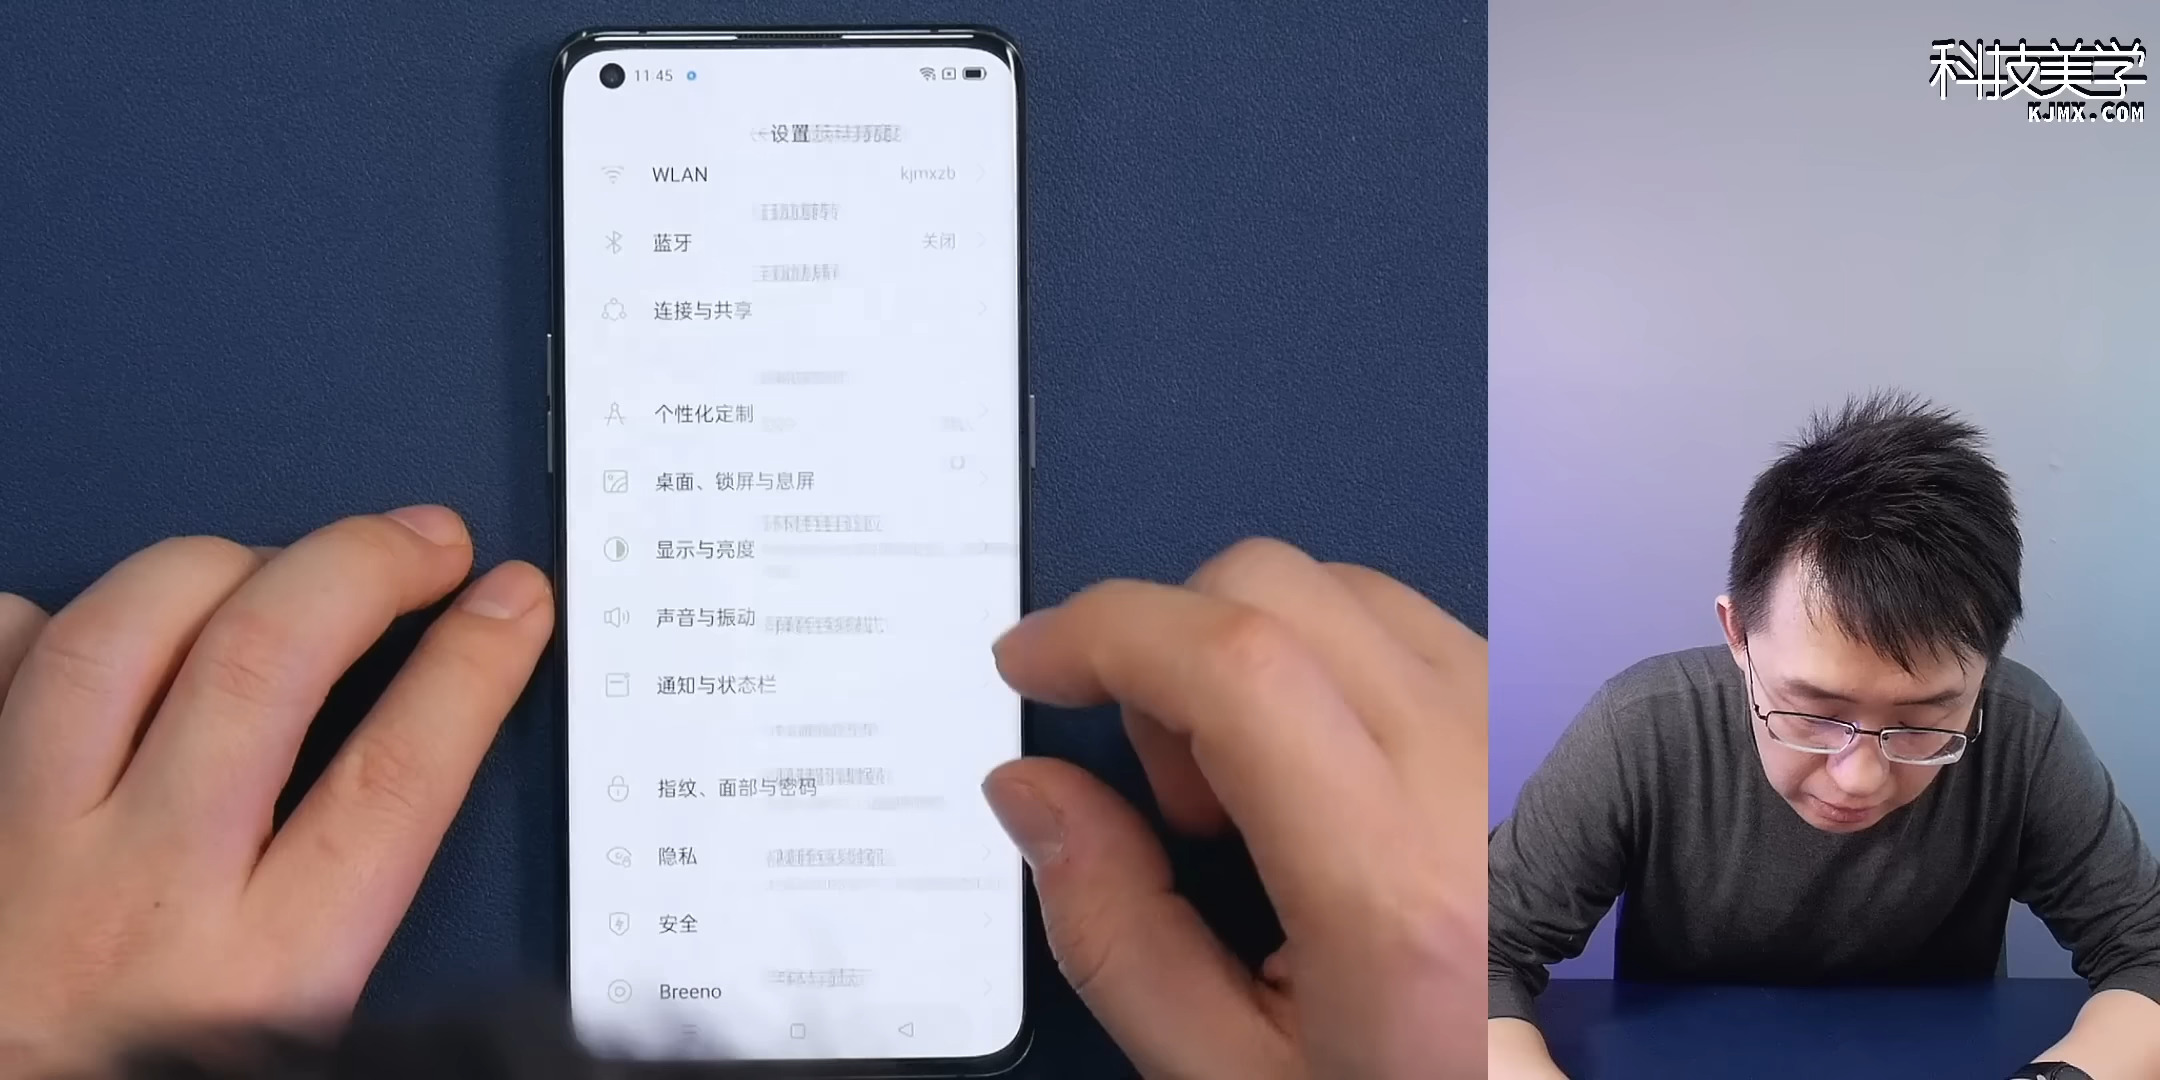 科技美学
KJMX.COM
11:45
设置
WLAN kjmxzb
蓝牙 关闭
连接与共享
个性化定制
桌面、锁屏与息屏
显示与亮度
声音与振动
通知与状态栏
指纹、面部与密码
隐私
安全
Breeno